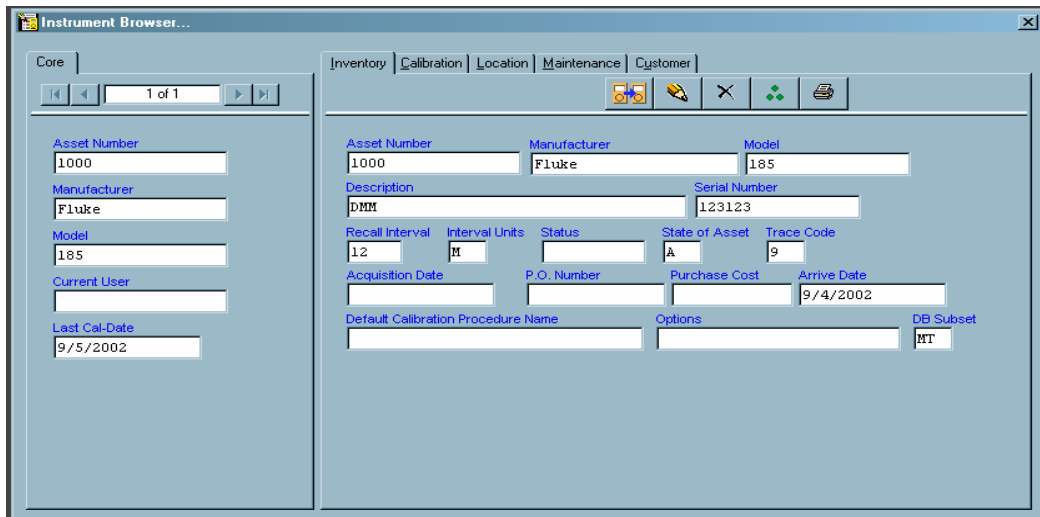 Instrument Browser...
Core
1 of 1
Asset Number
1000
Manufacturer
Fluke
Model
185
Current User
Last Cal-Date
9/5/2002
Inventory Calibration Location Maintenance Customer
Asset Number Manufacturer Model
1000 Fluke 185
Description Serial Number
DMM 123123
Recall Interval Interval Units Status State of Asset Trace Code
12 M A 9
Acquisition Date P.O. Number Purchase Cost Arrive Date
9/4/2002
Default Calibration Procedure Name Options DB Subset
MT